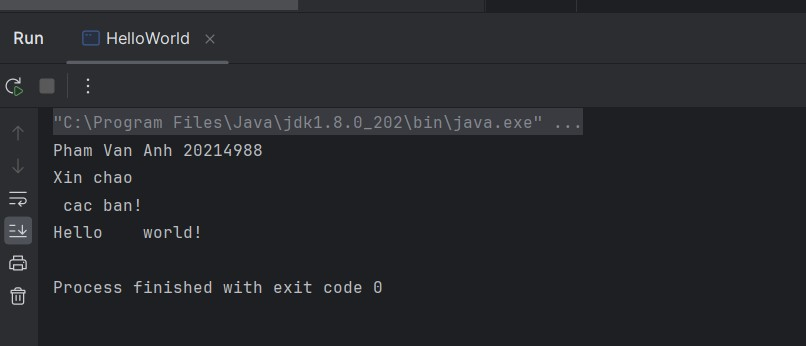 Run HelloWorld
"C:\Program Files\Java\jdk1.8.0_202\bin\java.exe" ...
Pham Van Anh 20214988
Xin chao
 cac ban!
Hello    world!
Process finished with exit code 0